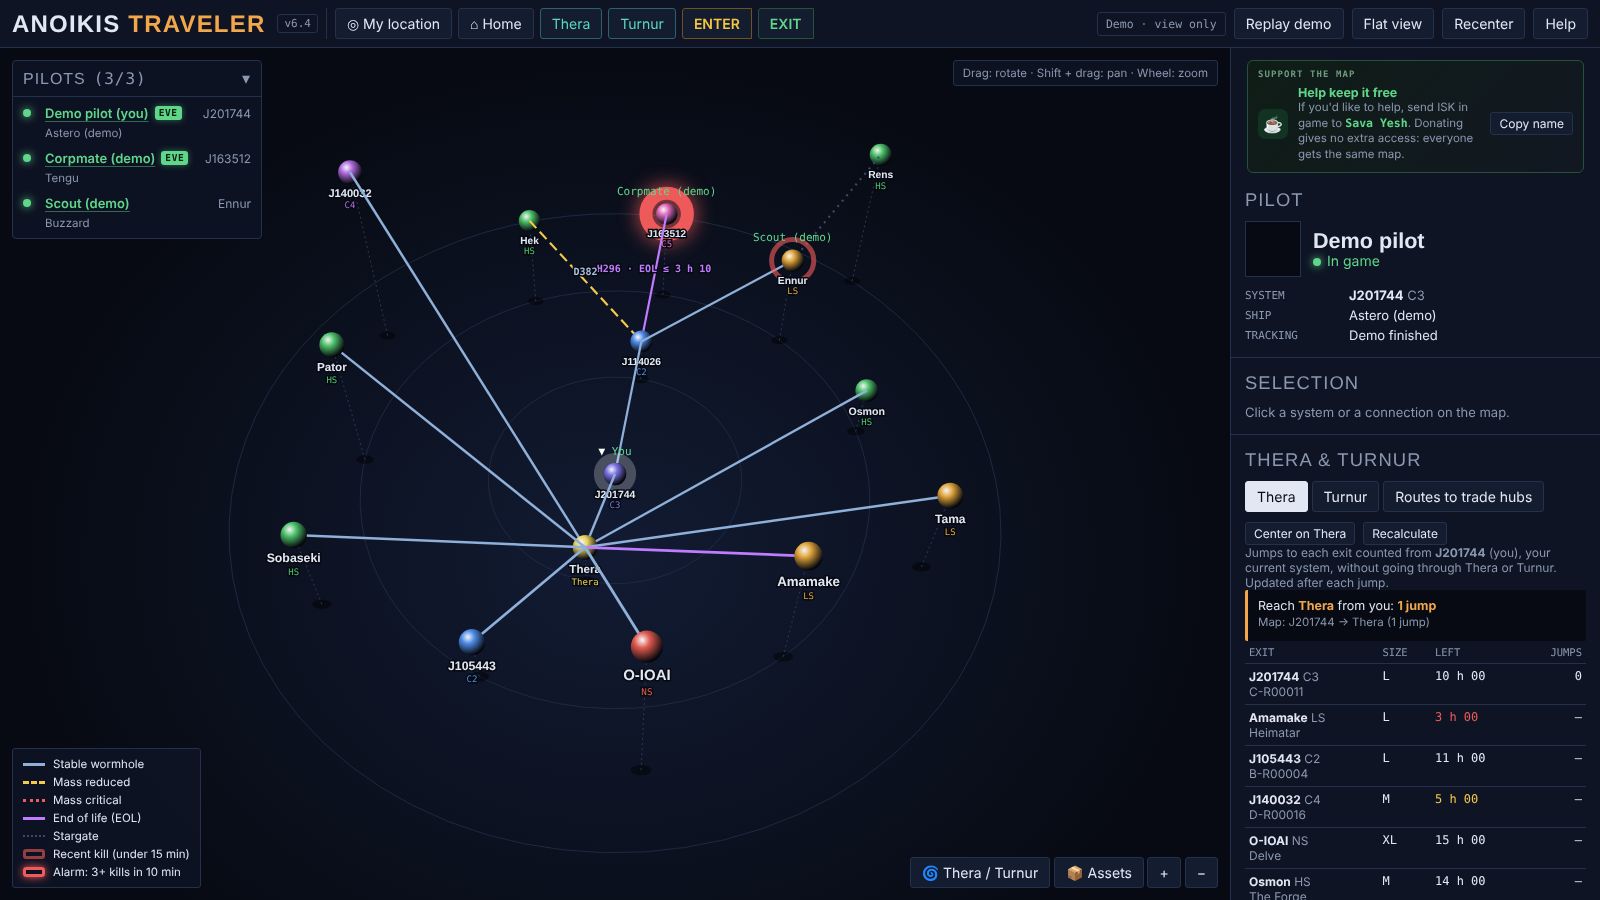 ANOIKIS TRAVELER v6.4 ◎ My location ⌂ Home Thera Turnur ENTER EXIT Demo · view only Replay demo Flat view Recenter Help
PILOTS (3/3) ▼
Demo pilot (you) EVE J201744
Astero (demo)
Corpmate (demo) EVE J163512
Tengu
Scout (demo) Ennur
Buzzard
Drag: rotate · Shift + drag: pan · Wheel: zoom
Rens
HS
J140032
C4
Corpmate (demo)
J163512
C5
Hek
HS
Scout (demo)
Ennur
LS
D382
H296 · EOL ≤ 3 h 10
Pator
HS
J114026
C2
Osmon
HS
▼ You
J201744
C3
Tama
LS
Sobaseki
HS
Thera
Thera
Amamake
LS
J105443
C2
O-IOAI
NS
Stable wormhole
Mass reduced
Mass critical
End of life (EOL)
Stargate
Recent kill (under 15 min)
Alarm: 3+ kills in 10 min
Thera / Turnur Assets + −
SUPPORT THE MAP
Help keep it free
If you'd like to help, send ISK in
game to Sava Yesh. Donating
gives no extra access: everyone
gets the same map.
Copy name
PILOT
Demo pilot
In game
SYSTEM J201744 C3
SHIP Astero (demo)
TRACKING Demo finished
SELECTION
Click a system or a connection on the map.
THERA & TURNUR
Thera Turnur Routes to trade hubs
Center on Thera Recalculate
Jumps to each exit counted from J201744 (you), your
current system, without going through Thera or Turnur.
Updated after each jump.
Reach Thera from you: 1 jump
Map: J201744 → Thera (1 jump)
EXIT SIZE LEFT JUMPS
J201744 C3 L 10 h 00 0
C-R00011
Amamake LS L 3 h 00 —
Heimatar
J105443 C2 L 11 h 00 —
B-R00004
J140032 C4 M 5 h 00 —
D-R00016
O-IOAI NS XL 15 h 00 —
Delve
Osmon HS M 14 h 00 —
The Forge